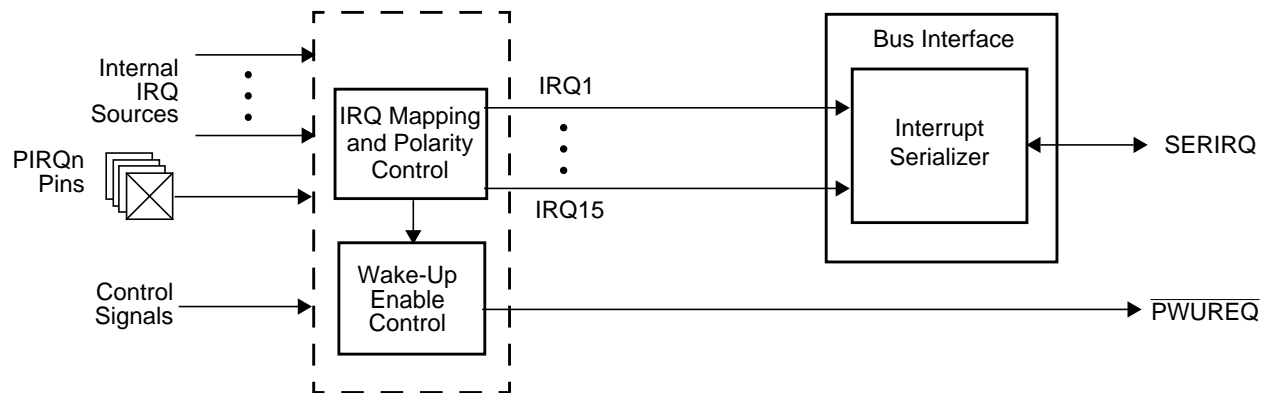 Internal
IRQ
Sources
PIRQn
Pins
Control
Signals
IRQ Mapping
and Polarity
Control
Wake-Up
Enable
Control
IRQ1
IRQ15
Bus Interface
Interrupt
Serializer
SERIRQ
PWUREQ